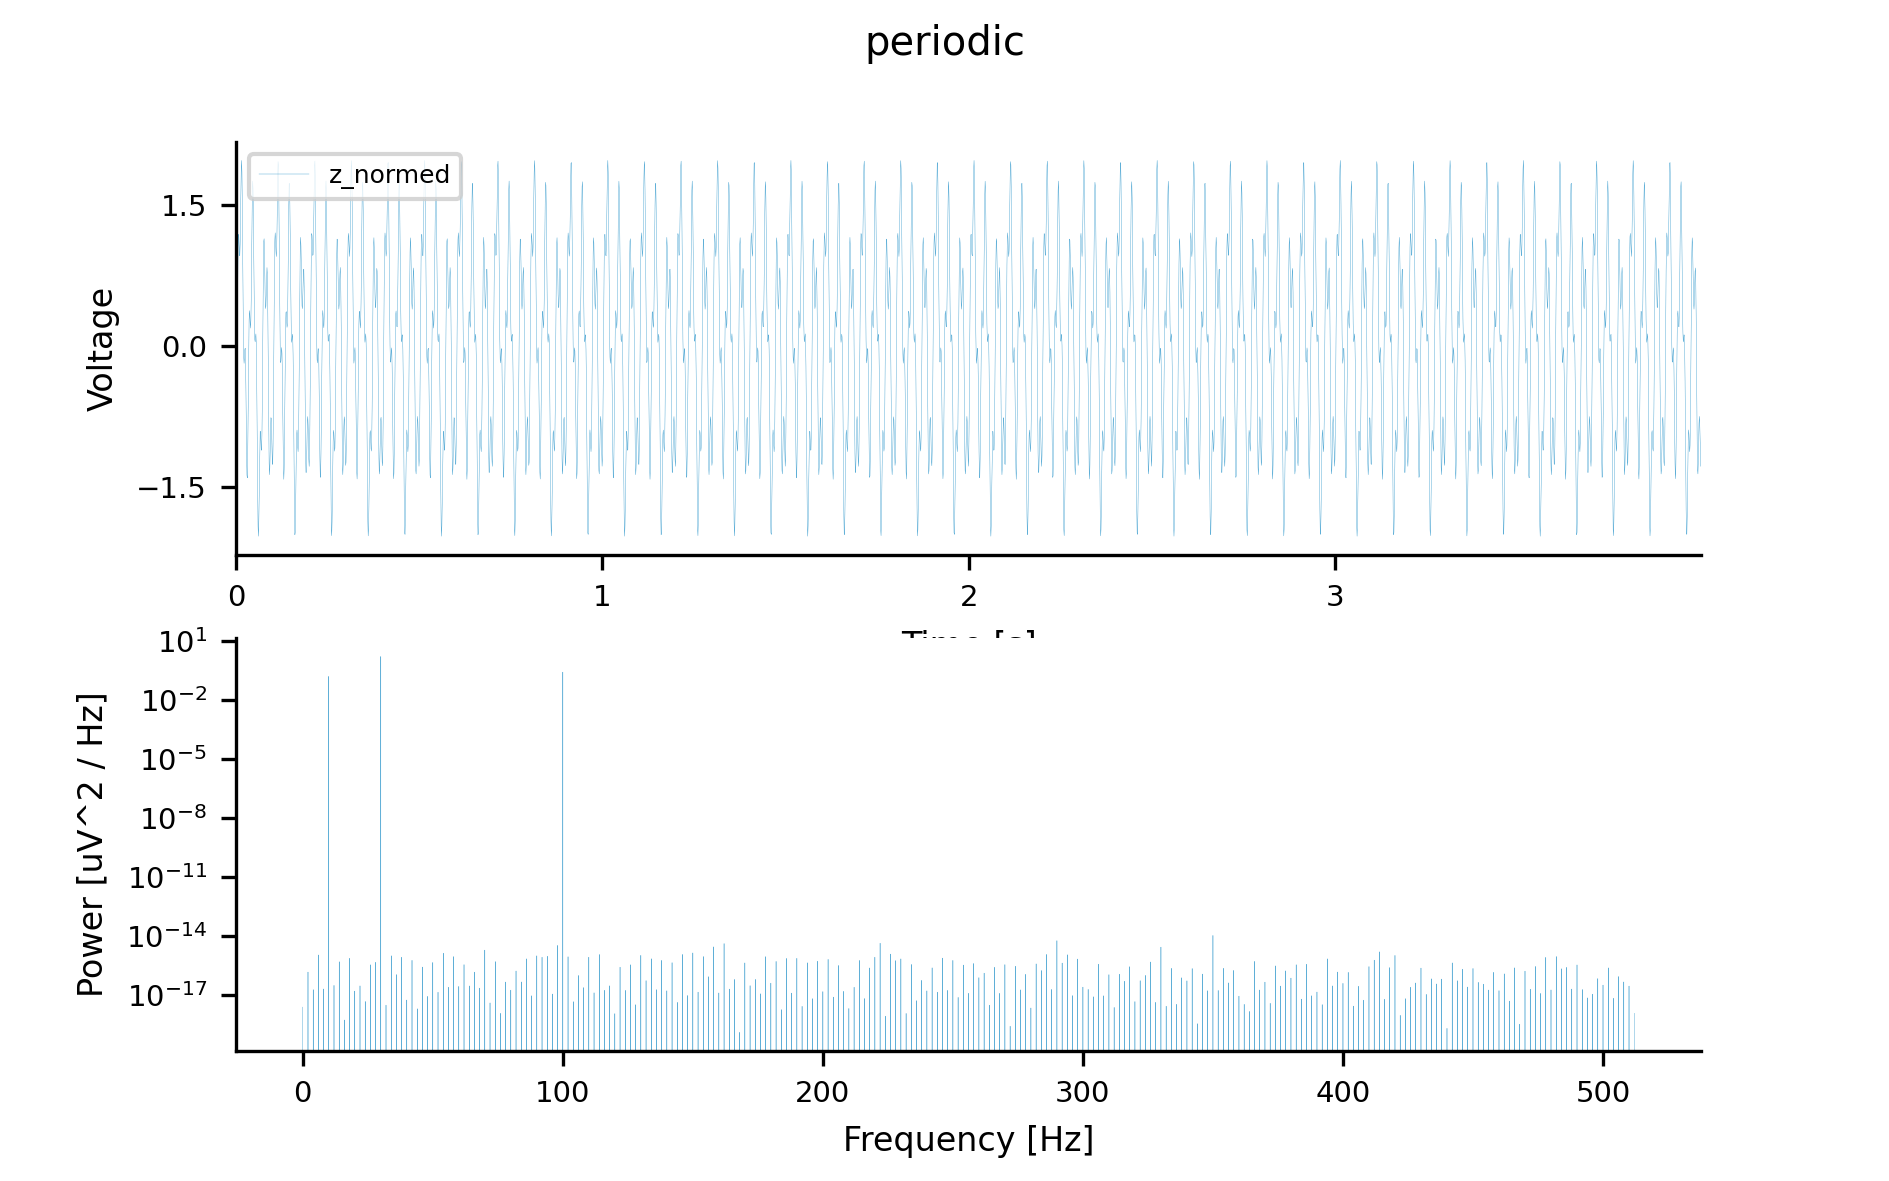 periodic
z_normed
1.5
0.0
−1.5
Voltage
0 1 2 3
Time [s]
10^1
10^−2
10^−5
10^−8
10^−11
10^−14
10^−17
Power [uV^2 / Hz]
0 100 200 300 400 500
Frequency [Hz]